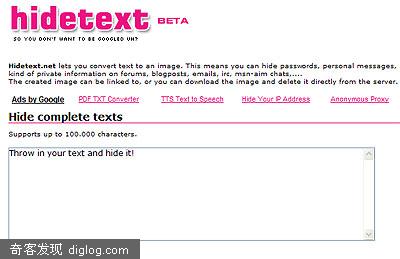 hidetext BETA
SO YOU DON'T WANT TO BE GOOGLED UH?
Hidetext.net lets you convert text to an image. This means you can hide passwords, personal messages,
kind of private information on forums, blogposts, emails, irc, msn-aim chats,....
The created image can be linked to, or you can download the image and delete it directly from the server.
Ads by Google PDF TXT Converter TTS Text to Speech Hide Your IP Address Anonymous Proxy
Hide complete texts
Supports up to 100.000 characters.
Throw in your text and hide it!
奇客发现 diglog.com